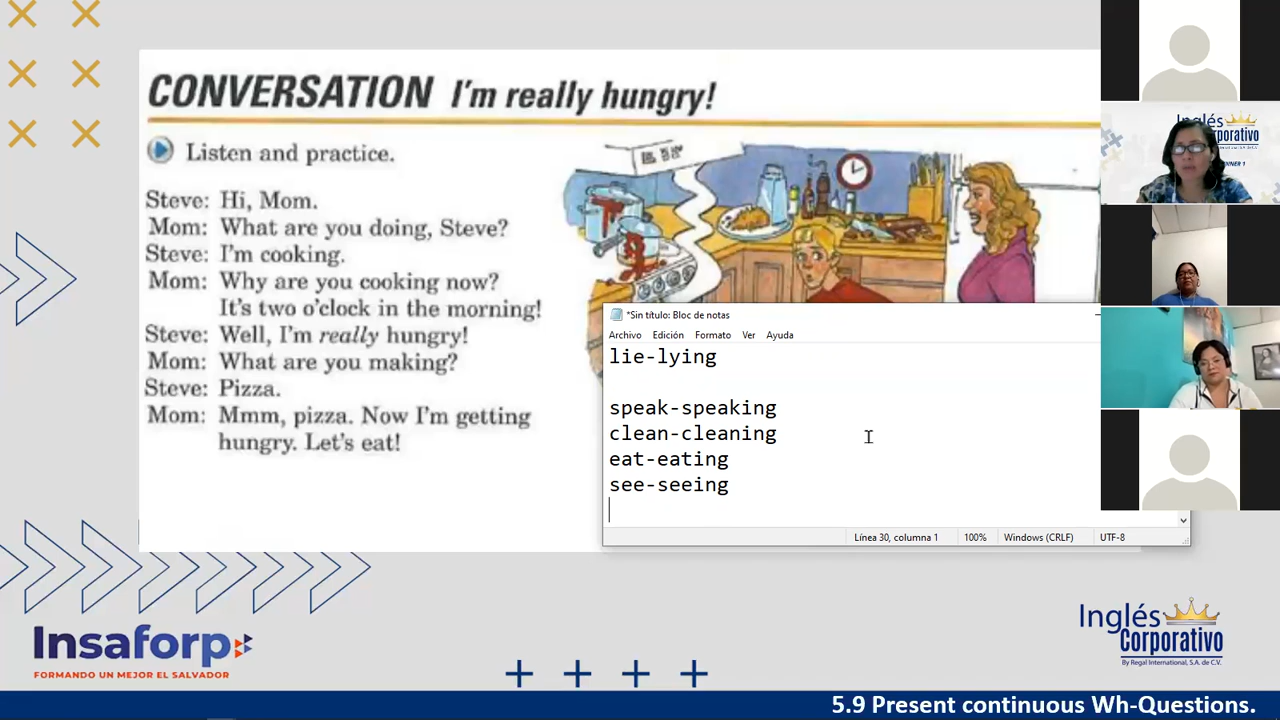 CONVERSATION I'm really hungry!
Listen and practice.
Steve: Hi, Mom.
Mom: What are you doing, Steve?
Steve: I'm cooking.
Mom: Why are you cooking now?
It's two o'clock in the morning!
Steve: Well, I'm really hungry!
Mom: What are you making?
Steve: Pizza.
Mom: Mmm, pizza. Now I'm getting
hungry. Let's eat!
*Sin título: Bloc de notas
Archivo Edición Formato Ver Ayuda
lie-lying
speak-speaking
clean-cleaning
eat-eating
see-seeing
Línea 30, columna 1 100% Windows (CRLF) UTF-8
Inglés
Insaforp
FORMANDO UN MEJOR EL SALVADOR
Inglés
Corporativo
By Regal International, S.A. de C.V.
5.9 Present continuous Wh-Questions.